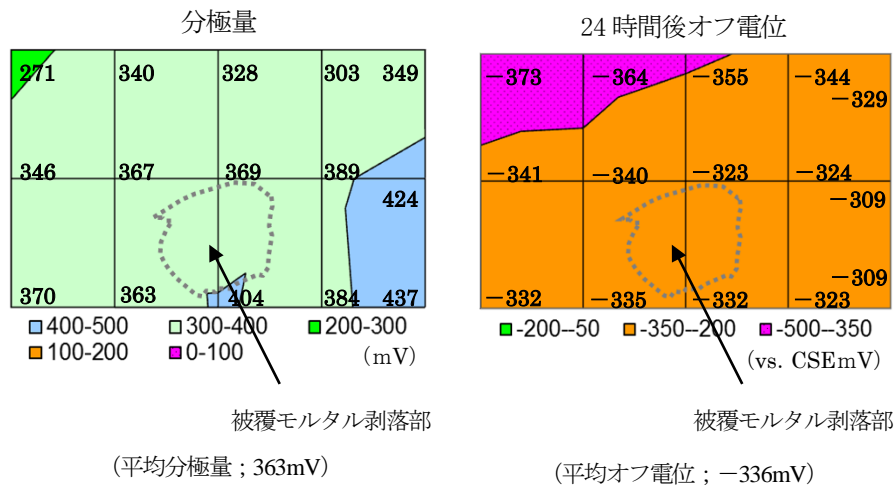 分極量
271 340 328 303 349
346 367 369 389
424
370 363 404 384 437
400-500 300-400 200-300
100-200 0-100 (mV)
被覆モルタル剥落部
(平均分極量；363mV)
24時間後オフ電位
−373 −364 −355 −344
−329
−341 −340 −323 −324
−309
−309
−332 −335 −332 −323
-200--50 -350--200 -500--350
(vs. CSEmV)
被覆モルタル剥落部
(平均オフ電位；−336mV)